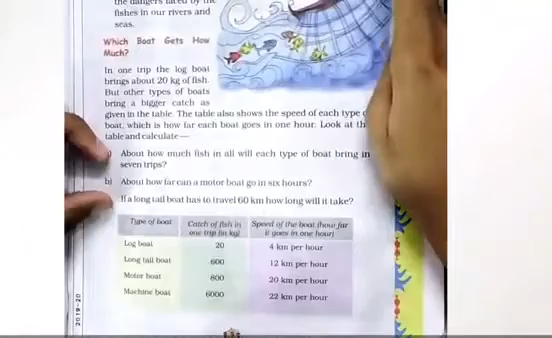 the dangers faced by the
fishes in our rivers and
seas.
Which Boat Gets How
Much?
In one trip the log boat
brings about 20 kg of fish.
But other types of boats
bring a bigger catch as
given in the table. The table also shows the speed of each type
boat, which is how far each boat goes in one hour. Look at th
table and calculate—
About how much fish in all will each type of boat bring in
seven trips?
b) About how far can a motor boat go in six hours?
If a long tail boat has to travel 60 km how long will it take?
Type of boat Catch of fish in one trip (in kg) Speed of the boat (how far it goes in one hour)
Log boat 20 4 km per hour
Long tail boat 600 12 km per hour
Motor boat 800 20 km per hour
Machine boat 6000 22 km per hour
2019-20